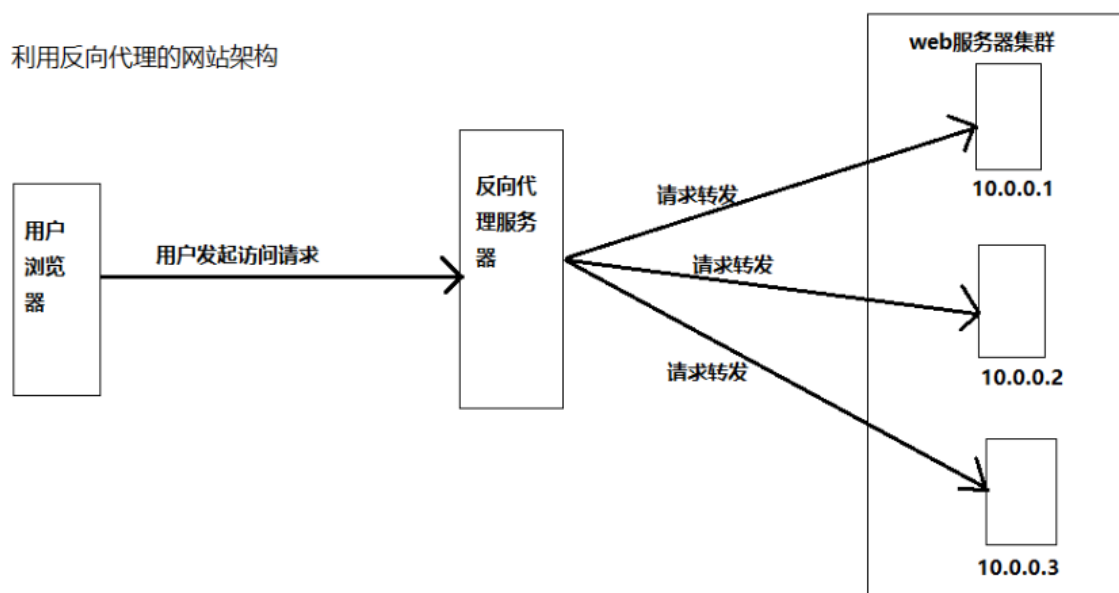 利用反向代理的网站架构
web服务器集群
用户
浏览
器
用户发起访问请求
反向代
理服务
器
请求转发
请求转发
请求转发
10.0.0.1
10.0.0.2
10.0.0.3